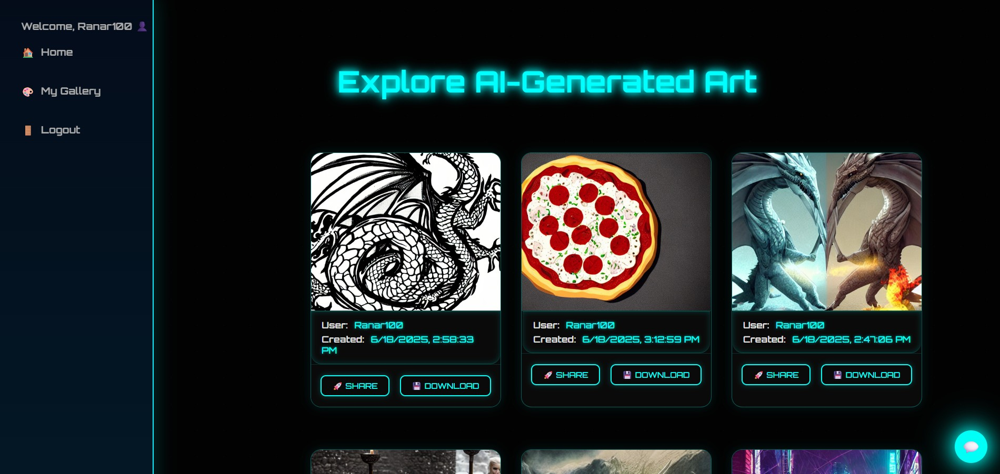 Welcome, Ranar100
Home
My Gallery
Logout
Explore AI-Generated Art
User: Ranar100
Created: 6/18/2025, 2:58:33
PM
SHARE
DOWNLOAD
User: Ranar100
Created: 6/18/2025, 3:12:59 PM
SHARE
DOWNLOAD
User: Ranar100
Created: 6/18/2025, 2:47:06 PM
SHARE
DOWNLOAD